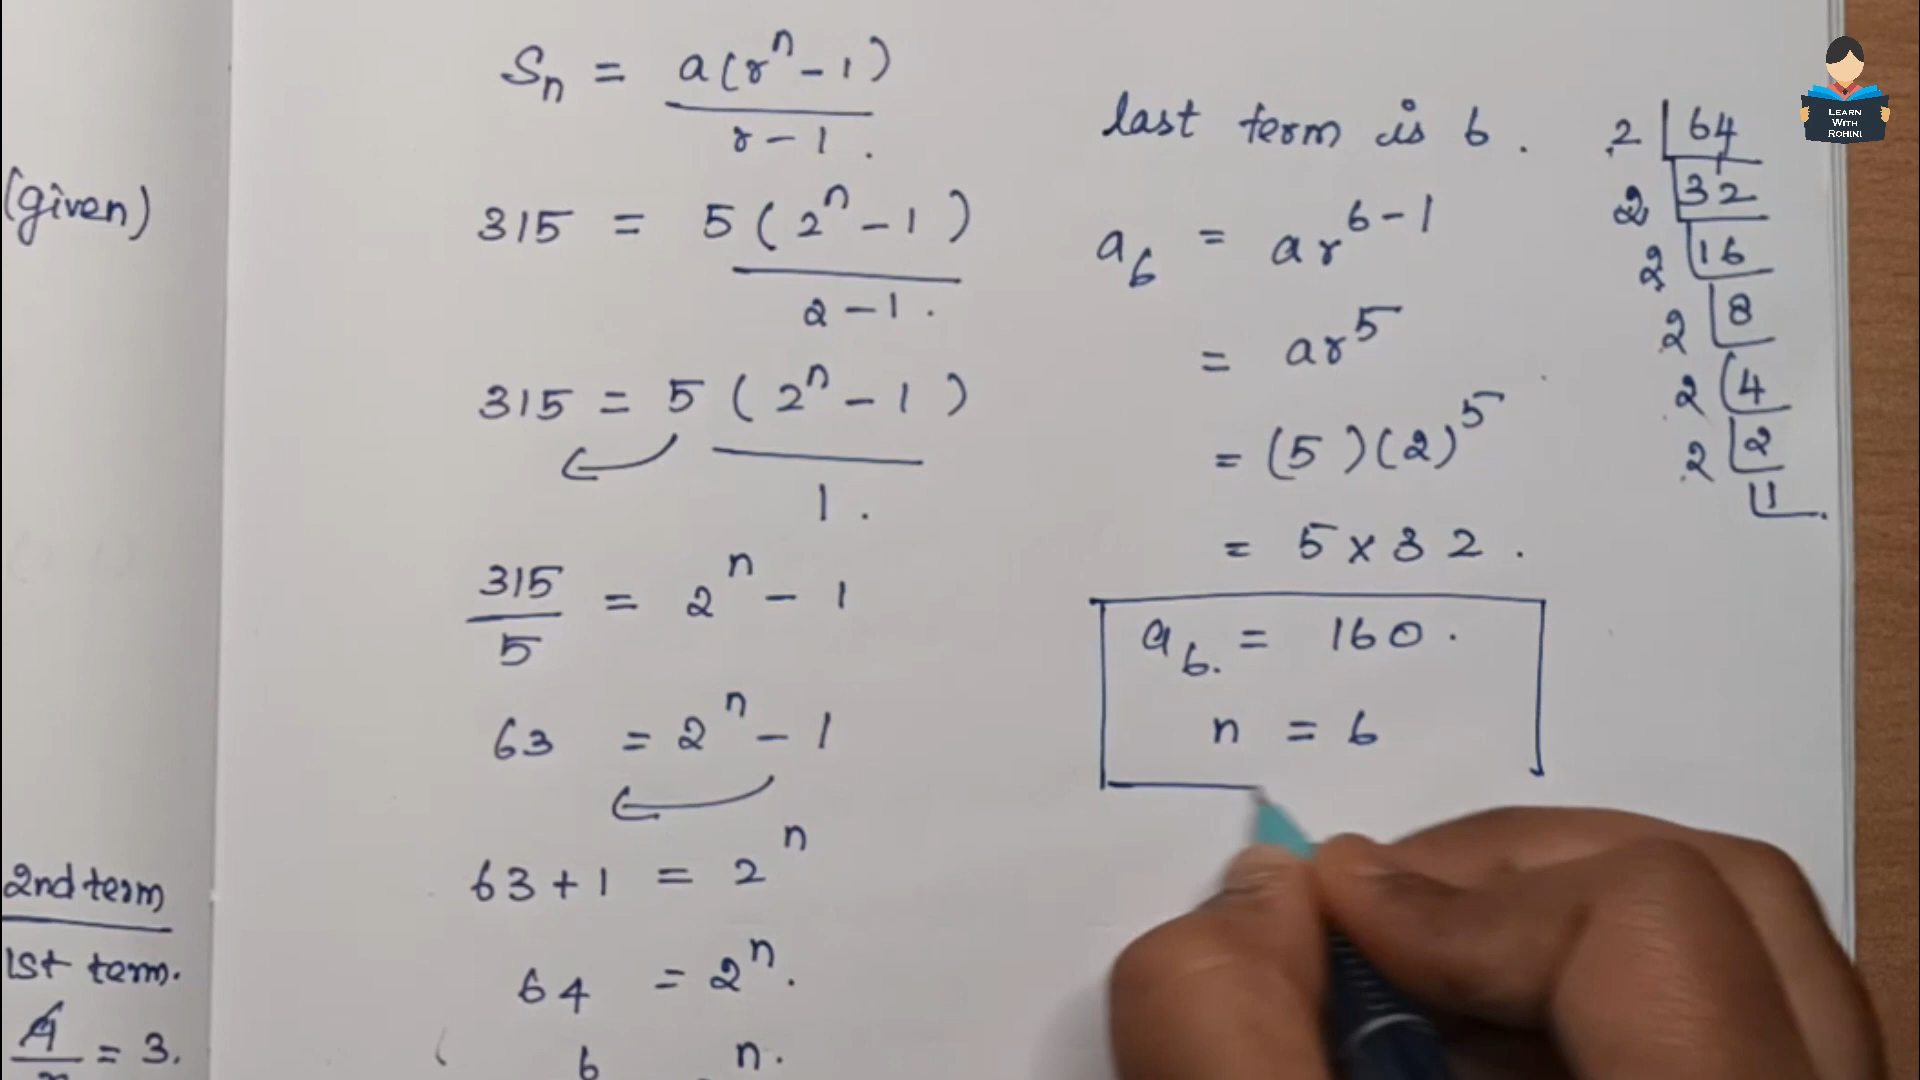 (given)
2nd term
1st term.
= 3.
Sn = a(r^n - 1)
r - 1 .
315 = 5 ( 2^n - 1 )
2 - 1 .
315 = 5 ( 2^n - 1 )
1 .
315
5
= 2^n - 1
63 = 2^n - 1
63 + 1 = 2^n
64 = 2^n .
6 n .
last term is 6 .
a6 = ar^6-1
= ar^5
= (5)(2)^5
= 5 × 32 .
a6. = 160 .
n = 6
2 | 64
2 | 32
2 | 16
2 | 8
2 | 4
2 | 2
1 .
LEARN
WITH
ROHINI